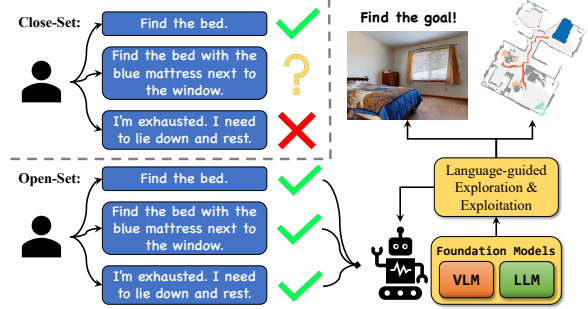 Close-Set:
Find the bed.
Find the bed with the
blue mattress next to
the window.
?
I'm exhausted. I need
to lie down and rest.
Open-Set:
Find the bed.
Find the bed with the
blue mattress next to
the window.
I'm exhausted. I need
to lie down and rest.
Find the goal!
Language-guided
Exploration &
Exploitation
Foundation Models
VLM
LLM